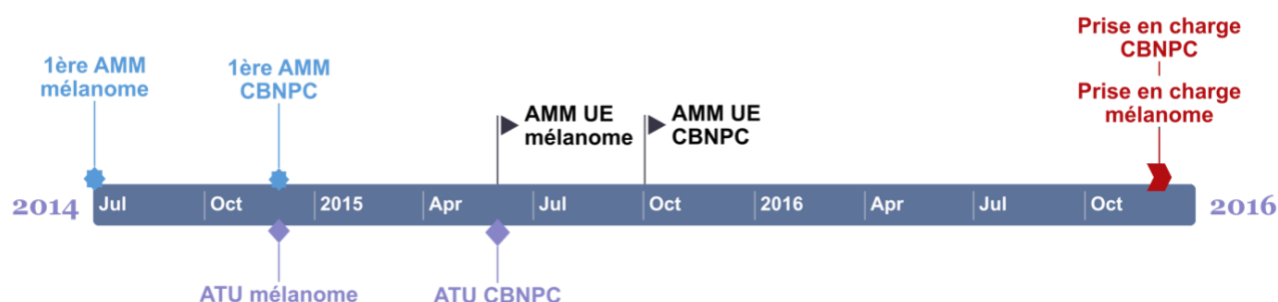 Prise en charge
CBNPC
1ère AMM
mélanome
1ère AMM
CBNPC
Prise en charge
mélanome
AMM UE
mélanome
AMM UE
CBNPC
2014
Jul
Oct
2015
Apr
Jul
Oct
2016
Apr
Jul
Oct
2016
ATU mélanome
ATU CBNPC